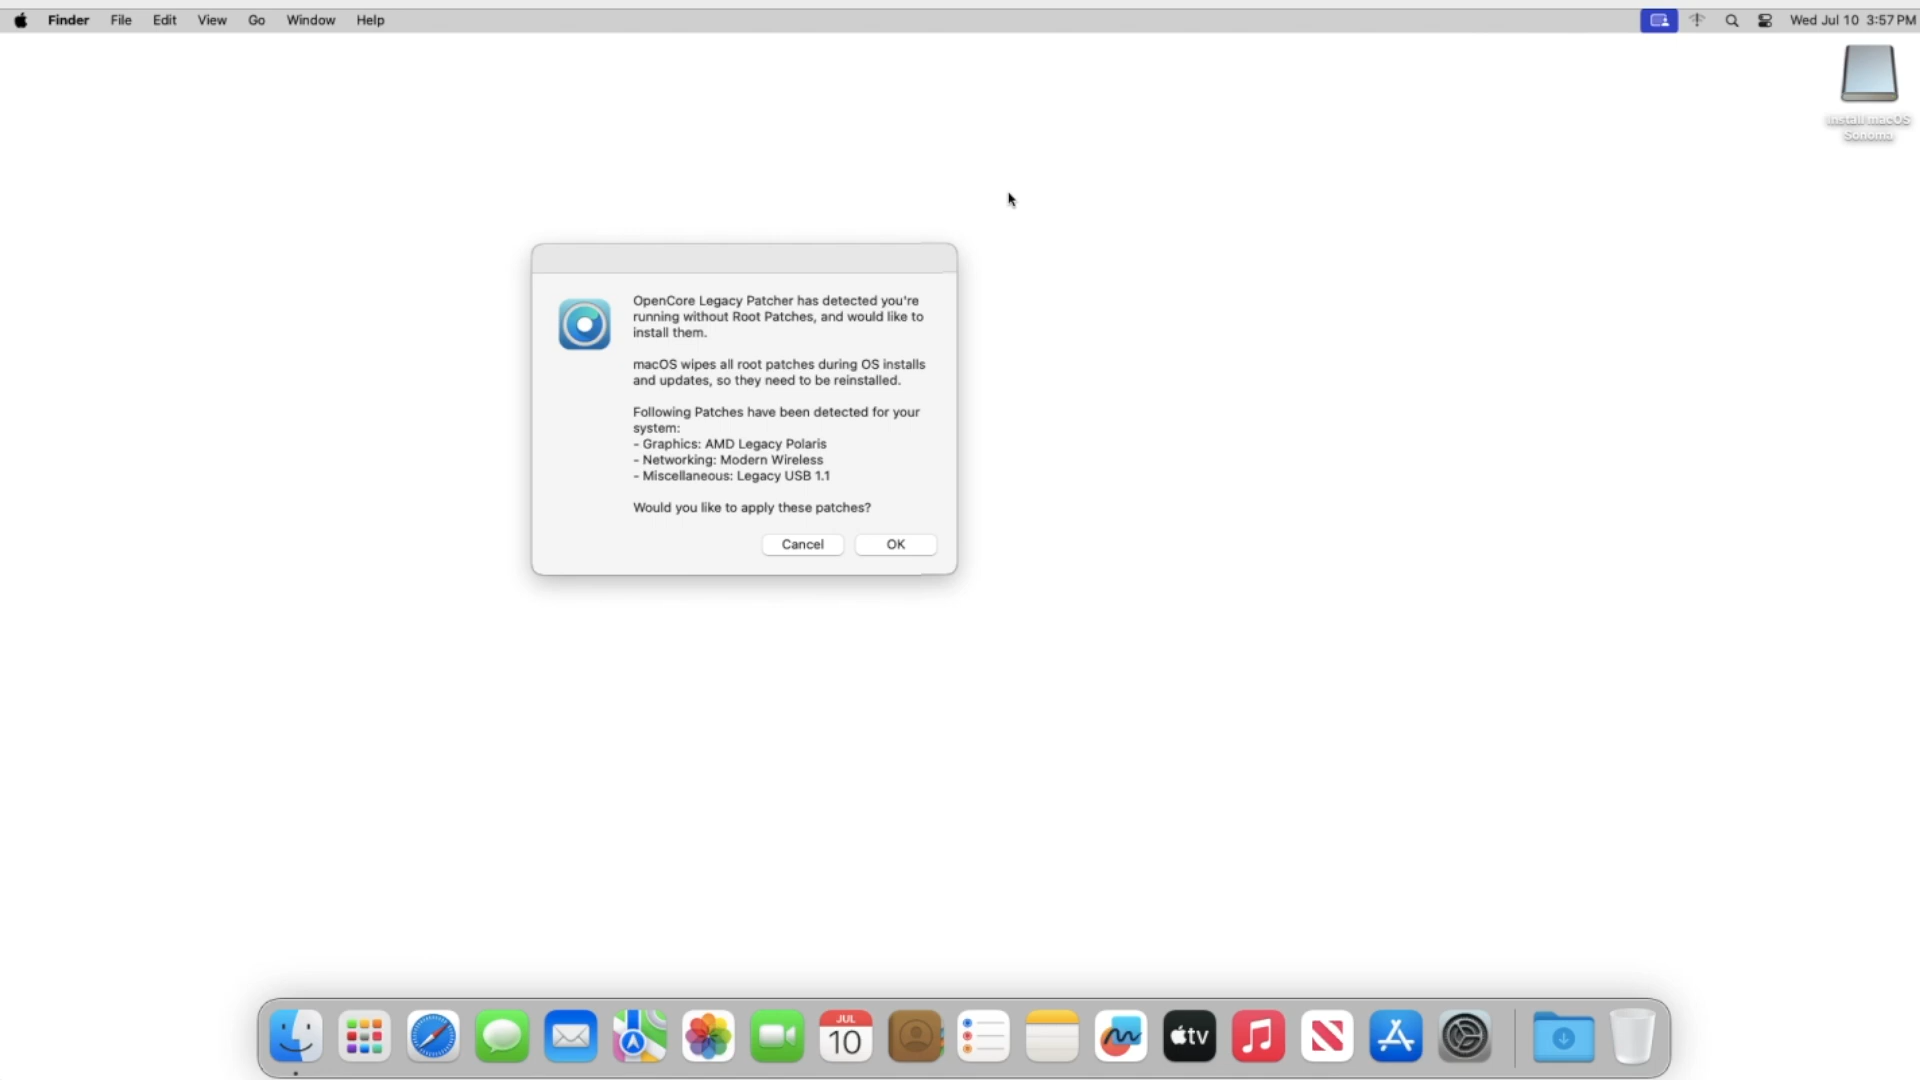 Finder File Edit View Go Window Help
Wed Jul 10 3:57 PM
Install macOS
Sonoma
OpenCore Legacy Patcher has detected you're
running without Root Patches, and would like to
install them.
macOS wipes all root patches during OS installs
and updates, so they need to be reinstalled.
Following Patches have been detected for your
system:
- Graphics: AMD Legacy Polaris
- Networking: Modern Wireless
- Miscellaneous: Legacy USB 1.1
Would you like to apply these patches?
Cancel OK
JUL
10
tv